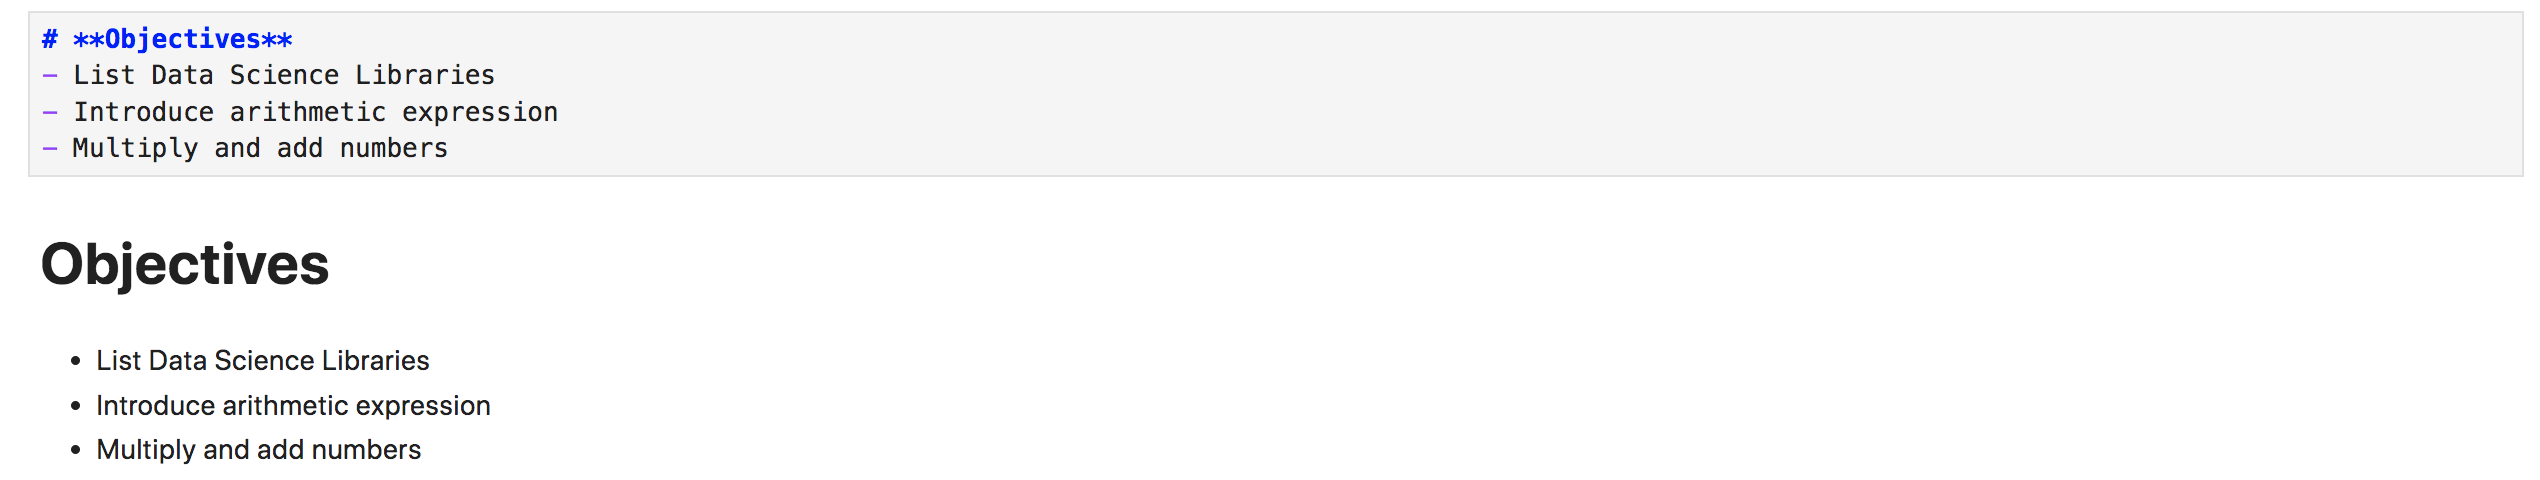 # **Objectives**
- List Data Science Libraries
- Introduce arithmetic expression
- Multiply and add numbers
Objectives
• List Data Science Libraries
• Introduce arithmetic expression
• Multiply and add numbers